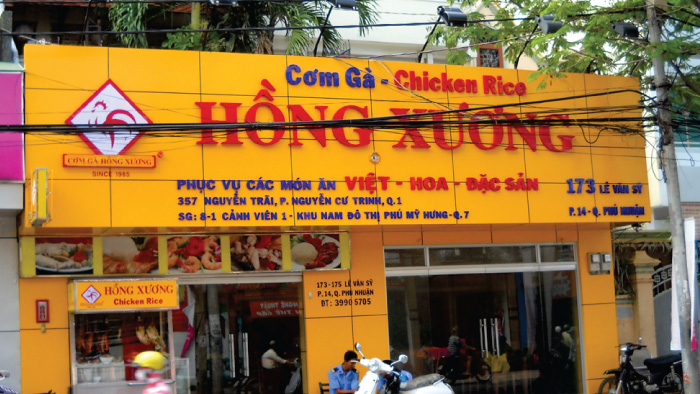 Cơm Gà - Chicken Rice
HỒNG XƯƠNG
CƠM GÀ HỒNG XƯƠNG
SINCE 1965
PHỤC VỤ CÁC MÓN ĂN VIỆT - HOA - ĐẶC SẢN
357 NGUYỄN TRÃI, P. NGUYỄN CƯ TRINH, Q.1
SG: 8-1 CẢNH VIÊN 1 - KHU NAM ĐÔ THỊ PHÚ MỸ HƯNG - Q.7
173 LÊ VĂN SỸ
P.14 - Q. PHÚ NHUẬN
HỒNG XƯƠNG
Chicken Rice
173-175 LÊ VĂN SỸ
P.14, Q. PHÚ NHUẬN
ĐT: 3990 5705